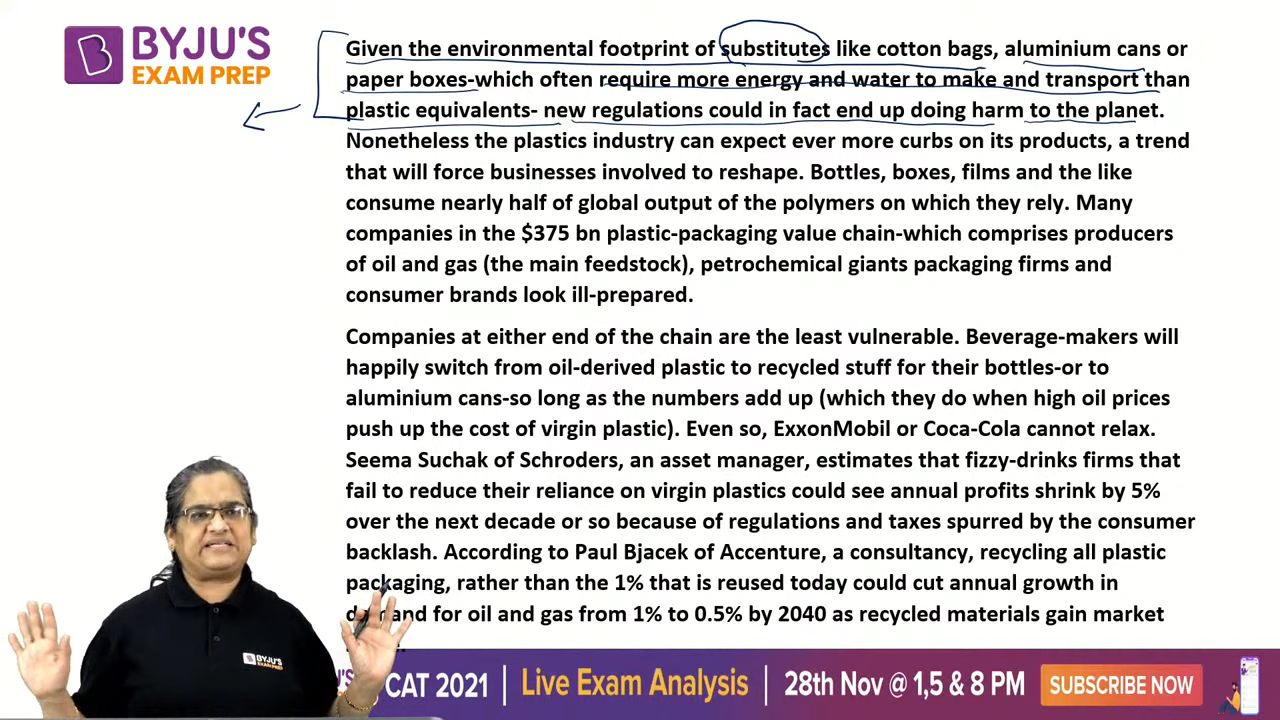 BYJU'S
EXAM PREP
Given the environmental footprint of substitutes like cotton bags, aluminium cans or
paper boxes-which often require more energy and water to make and transport than
plastic equivalents- new regulations could in fact end up doing harm to the planet.
Nonetheless the plastics industry can expect ever more curbs on its products, a trend
that will force businesses involved to reshape. Bottles, boxes, films and the like
consume nearly half of global output of the polymers on which they rely. Many
companies in the $375 bn plastic-packaging value chain-which comprises producers
of oil and gas (the main feedstock), petrochemical giants packaging firms and
consumer brands look ill-prepared.
Companies at either end of the chain are the least vulnerable. Beverage-makers will
happily switch from oil-derived plastic to recycled stuff for their bottles-or to
aluminium cans-so long as the numbers add up (which they do when high oil prices
push up the cost of virgin plastic). Even so, ExxonMobil or Coca-Cola cannot relax.
Seema Suchak of Schroders, an asset manager, estimates that fizzy-drinks firms that
fail to reduce their reliance on virgin plastics could see annual profits shrink by 5%
over the next decade or so because of regulations and taxes spurred by the consumer
backlash. According to Paul Bjacek of Accenture, a consultancy, recycling all plastic
packaging, rather than the 1% that is reused today could cut annual growth in
demand for oil and gas from 1% to 0.5% by 2040 as recycled materials gain market
BYJU'S
EXAM PREP
CAT 2021 | Live Exam Analysis | 28th Nov @ 1,5 & 8 PM SUBSCRIBE NOW